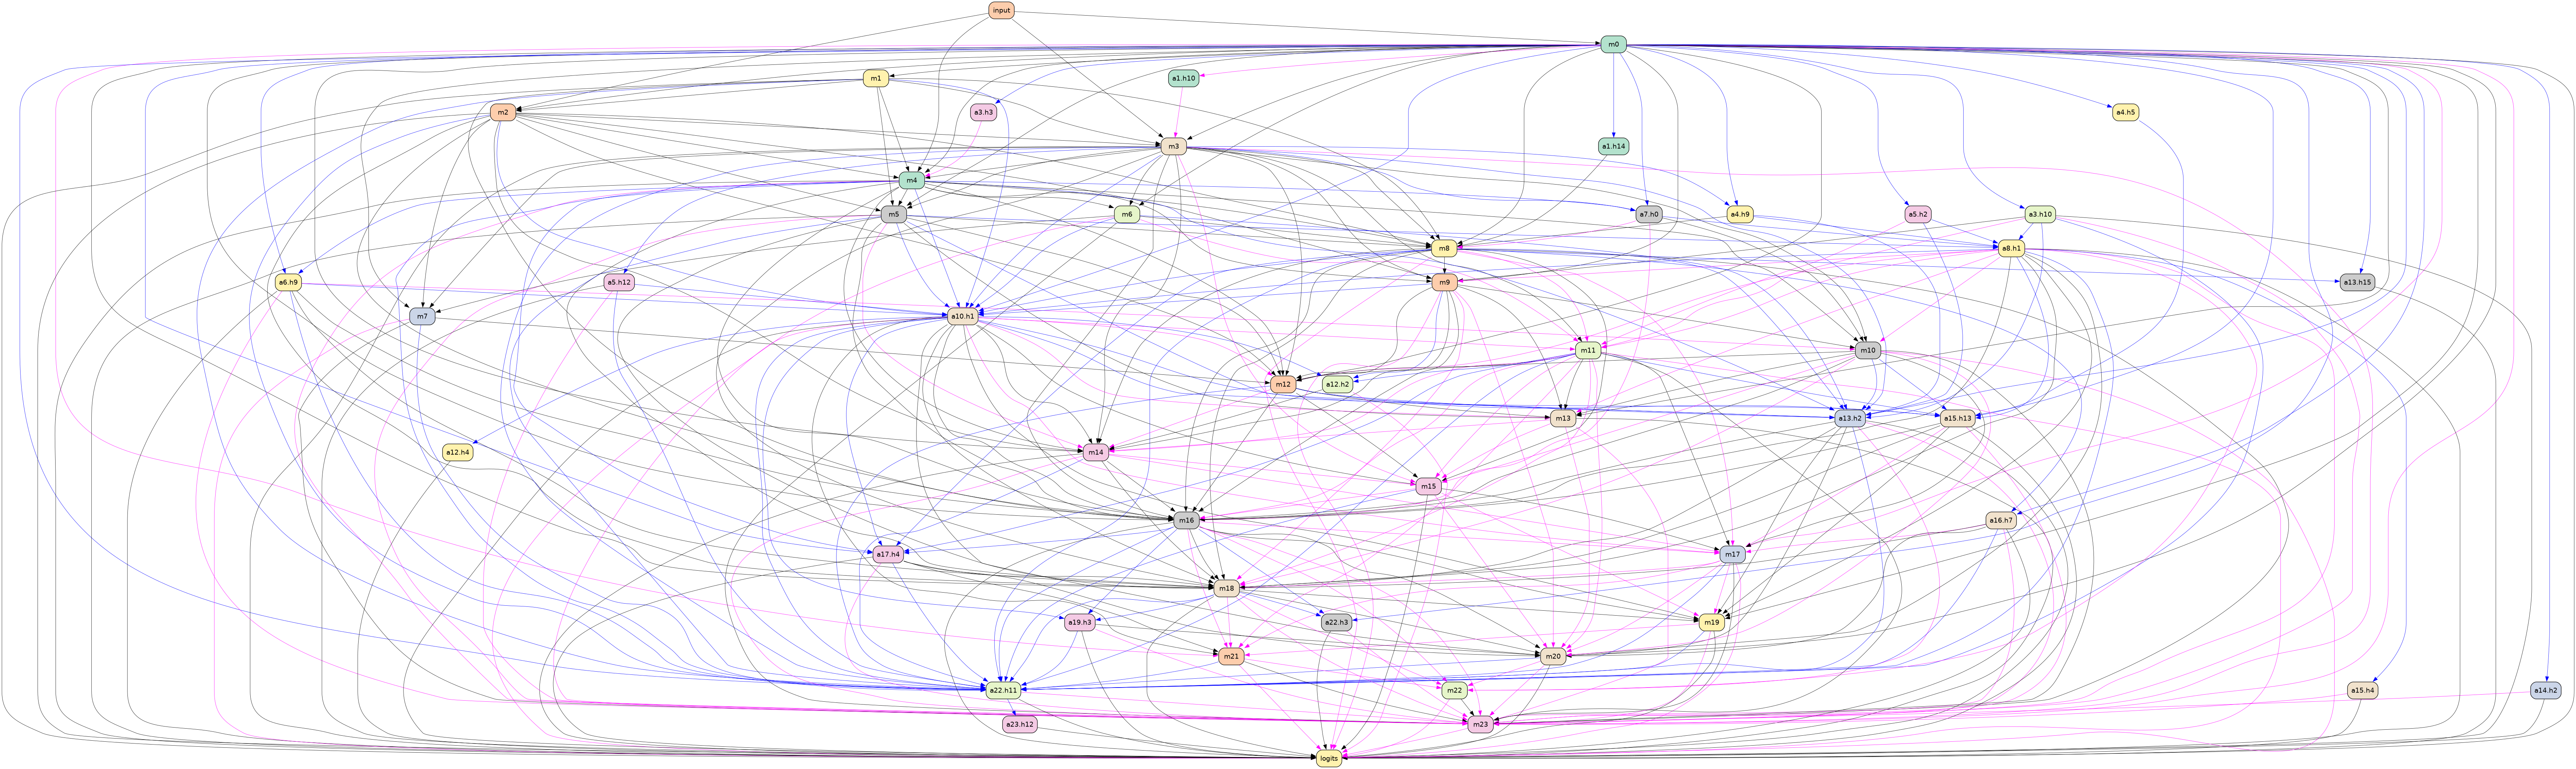 input
m0
m1 a1.h10
m2 a3.h3 a4.h5
m3 a1.h14
m4
m5 m6 a7.h0 a4.h9 a5.h2 a3.h10
m8 a8.h1
a6.h9 a5.h12 m9 a13.h15
m7 a10.h1
m11 m10
m12 a12.h2
m13 a13.h2 a15.h13
a12.h4 m14
m15
m16 a16.h7
a17.h4 m17
m18
a19.h3 a22.h3 m19
m21 m20
a22.h11 m22 a15.h4 a14.h2
a23.h12 m23
logits